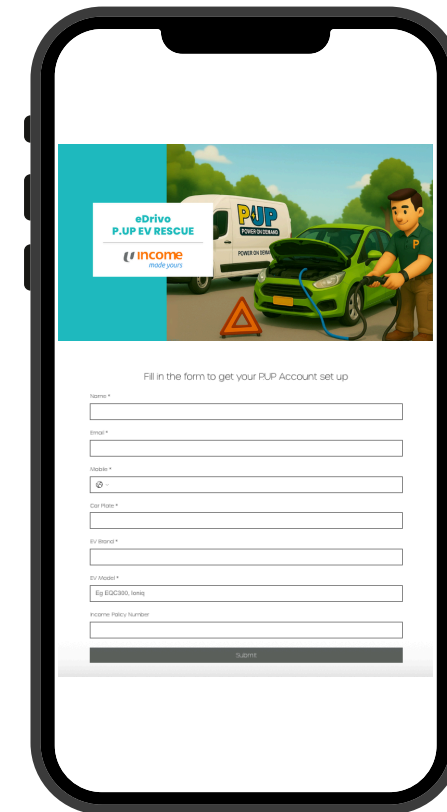 eDrivo
P.UP EV RESCUE
income
made yours
P.UP
POWER ON DEMAND
POWER ON DEMAND
P
Fill in the form to get your PUP Account set up
Name *
Email *
Mobile *
Car Plate *
EV Brand *
EV Model *
Eg EQC300, Ioniq
Income Policy Number
Submit